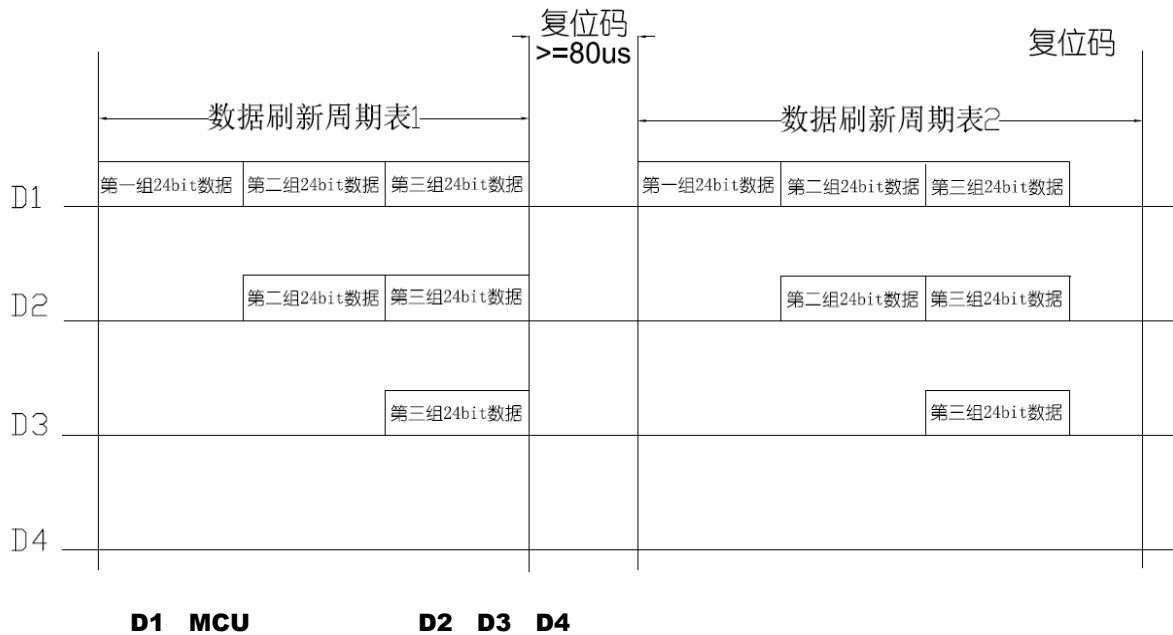 复位码
>=80us
复位码
数据刷新周期表1
数据刷新周期表2
D1
第一组24bit数据 第二组24bit数据 第三组24bit数据 第一组24bit数据 第二组24bit数据 第三组24bit数据
D2
第二组24bit数据 第三组24bit数据 第二组24bit数据 第三组24bit数据
D3
第三组24bit数据 第三组24bit数据
D4
D1 MCU D2 D3 D4